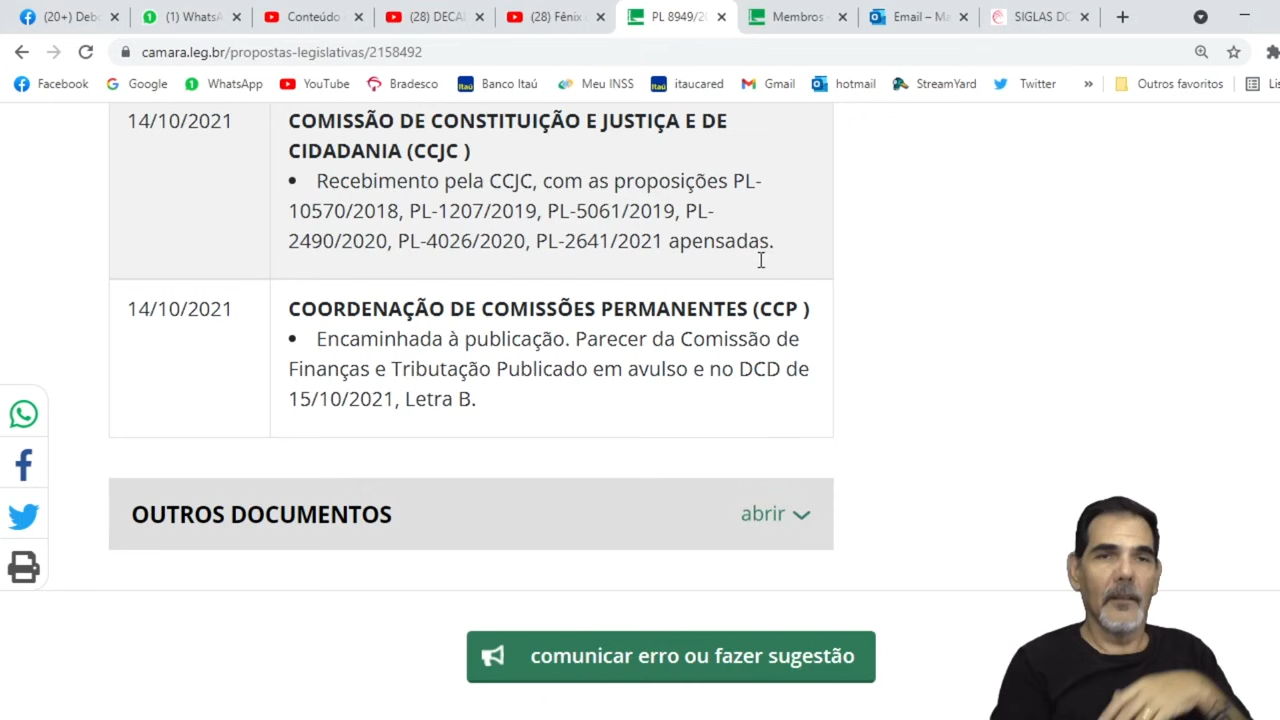 (20+) Deb
(1) WhatsA
Conteúdo
(28) DECA
(28) Fênix
PL 8949/2
Membros
Email – Ma
SIGLAS DO
camara.leg.br/propostas-legislativas/2158492
Facebook
Google
WhatsApp
YouTube
Bradesco
Banco Itaú
Meu INSS
itaucared
Gmail
hotmail
StreamYard
Twitter
»
Outros favoritos
Lis
14/10/2021
COMISSÃO DE CONSTITUIÇÃO E JUSTIÇA E DE
CIDADANIA (CCJC )
• Recebimento pela CCJC, com as proposições PL-
10570/2018, PL-1207/2019, PL-5061/2019, PL-
2490/2020, PL-4026/2020, PL-2641/2021 apensadas.
14/10/2021
COORDENAÇÃO DE COMISSÕES PERMANENTES (CCP )
• Encaminhada à publicação. Parecer da Comissão de
Finanças e Tributação Publicado em avulso e no DCD de
15/10/2021, Letra B.
OUTROS DOCUMENTOS
abrir
comunicar erro ou fazer sugestão